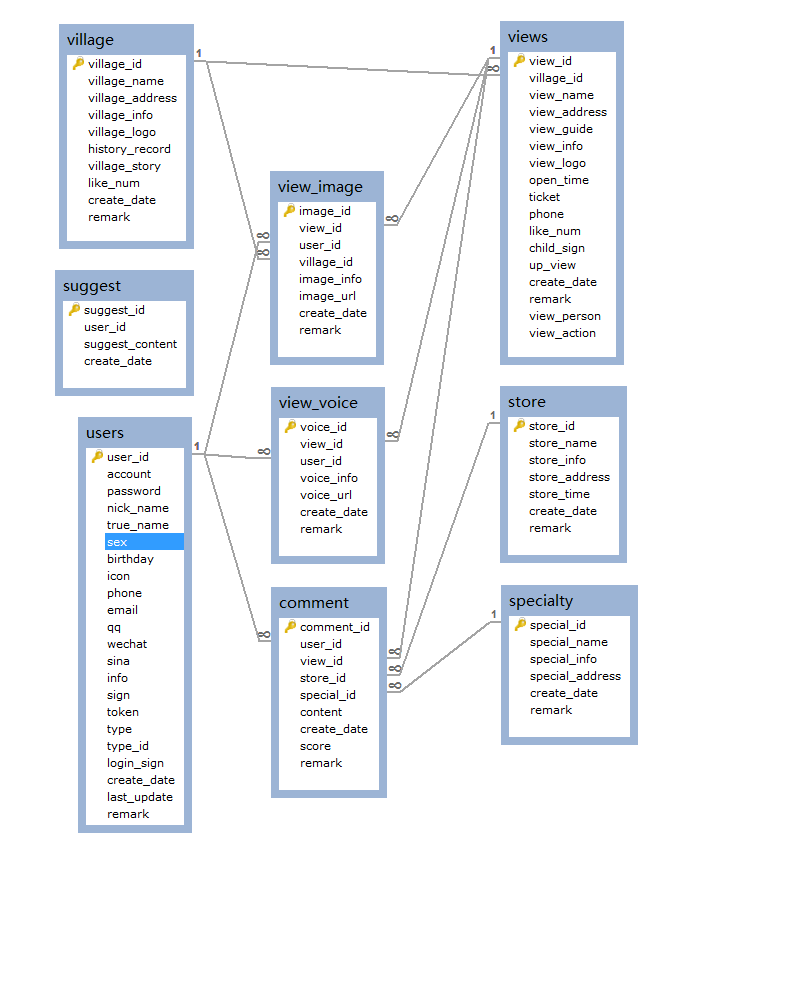 village
village_id
village_name
village_address
village_info
village_logo
history_record
village_story
like_num
create_date
remark
suggest
suggest_id
user_id
suggest_content
create_date
users
user_id
account
password
nick_name
true_name
sex
birthday
icon
phone
email
qq
wechat
sina
info
sign
token
type
type_id
login_sign
create_date
last_update
remark
view_image
image_id
view_id
user_id
village_id
image_info
image_url
create_date
remark
view_voice
voice_id
view_id
user_id
voice_info
voice_url
create_date
remark
comment
comment_id
user_id
view_id
store_id
special_id
content
create_date
score
remark
views
view_id
village_id
view_name
view_address
view_guide
view_info
view_logo
open_time
ticket
phone
like_num
child_sign
up_view
create_date
remark
view_person
view_action
store
store_id
store_name
store_info
store_address
store_time
create_date
remark
specialty
special_id
special_name
special_info
special_address
create_date
remark
1
1
1
1
1
∞
∞
∞
∞
∞
∞
∞
∞
∞
∞